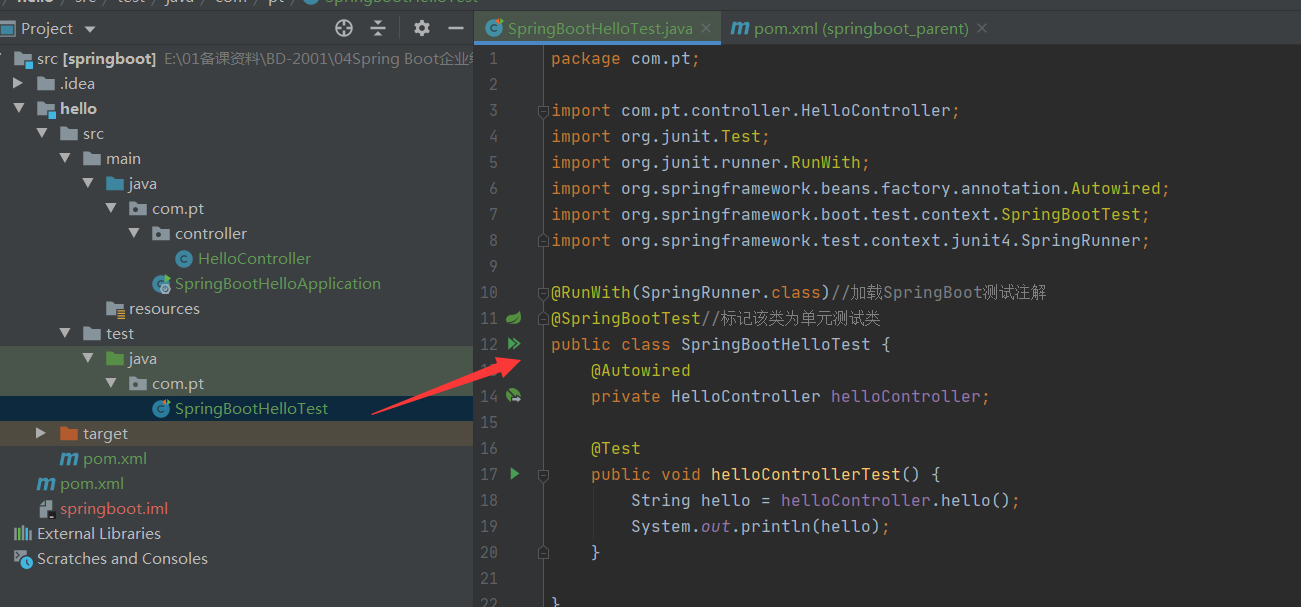 SpringBootHelloTest
Project
src [springboot] E:\01备课资料\BD-2001\04Spring Boot企业
.idea
hello
src
main
java
com.pt
controller
HelloController
SpringBootHelloApplication
resources
test
java
com.pt
SpringBootHelloTest
target
pom.xml
pom.xml
springboot.iml
External Libraries
Scratches and Consoles
SpringBootHelloTest.java
pom.xml (springboot_parent)
1 package com.pt;
2
3 import com.pt.controller.HelloController;
4 import org.junit.Test;
5 import org.junit.runner.RunWith;
6 import org.springframework.beans.factory.annotation.Autowired;
7 import org.springframework.boot.test.context.SpringBootTest;
8 import org.springframework.test.context.junit4.SpringRunner;
9
10 @RunWith(SpringRunner.class)//加载SpringBoot测试注解
11 @SpringBootTest//标记该类为单元测试类
12 public class SpringBootHelloTest {
@Autowired
14 private HelloController helloController;
15
16 @Test
17 public void helloControllerTest() {
18 String hello = helloController.hello();
19 System.out.println(hello);
20 }
21
22 }